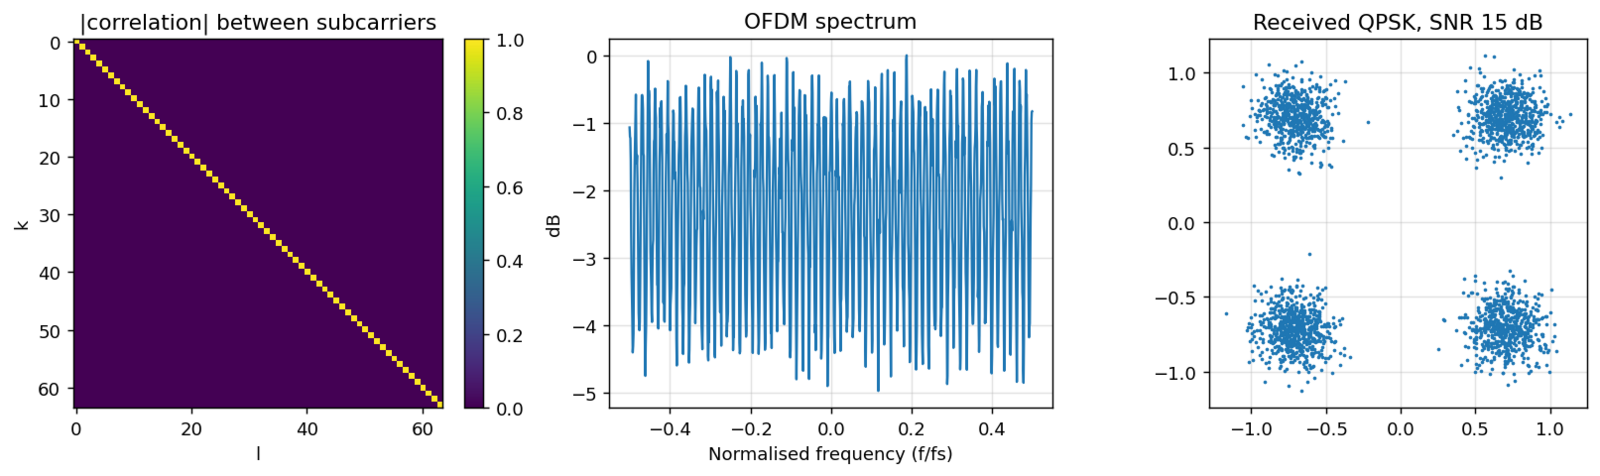 |correlation| between subcarriers
0
10
20
30
40
50
60
k
0 20 40 60
l
1.0
0.8
0.6
0.4
0.2
0.0
OFDM spectrum
0
−1
−2
−3
−4
−5
dB
−0.4 −0.2 0.0 0.2 0.4
Normalised frequency (f/fs)
Received QPSK, SNR 15 dB
1.0
0.5
0.0
−0.5
−1.0
−1.0 −0.5 0.0 0.5 1.0